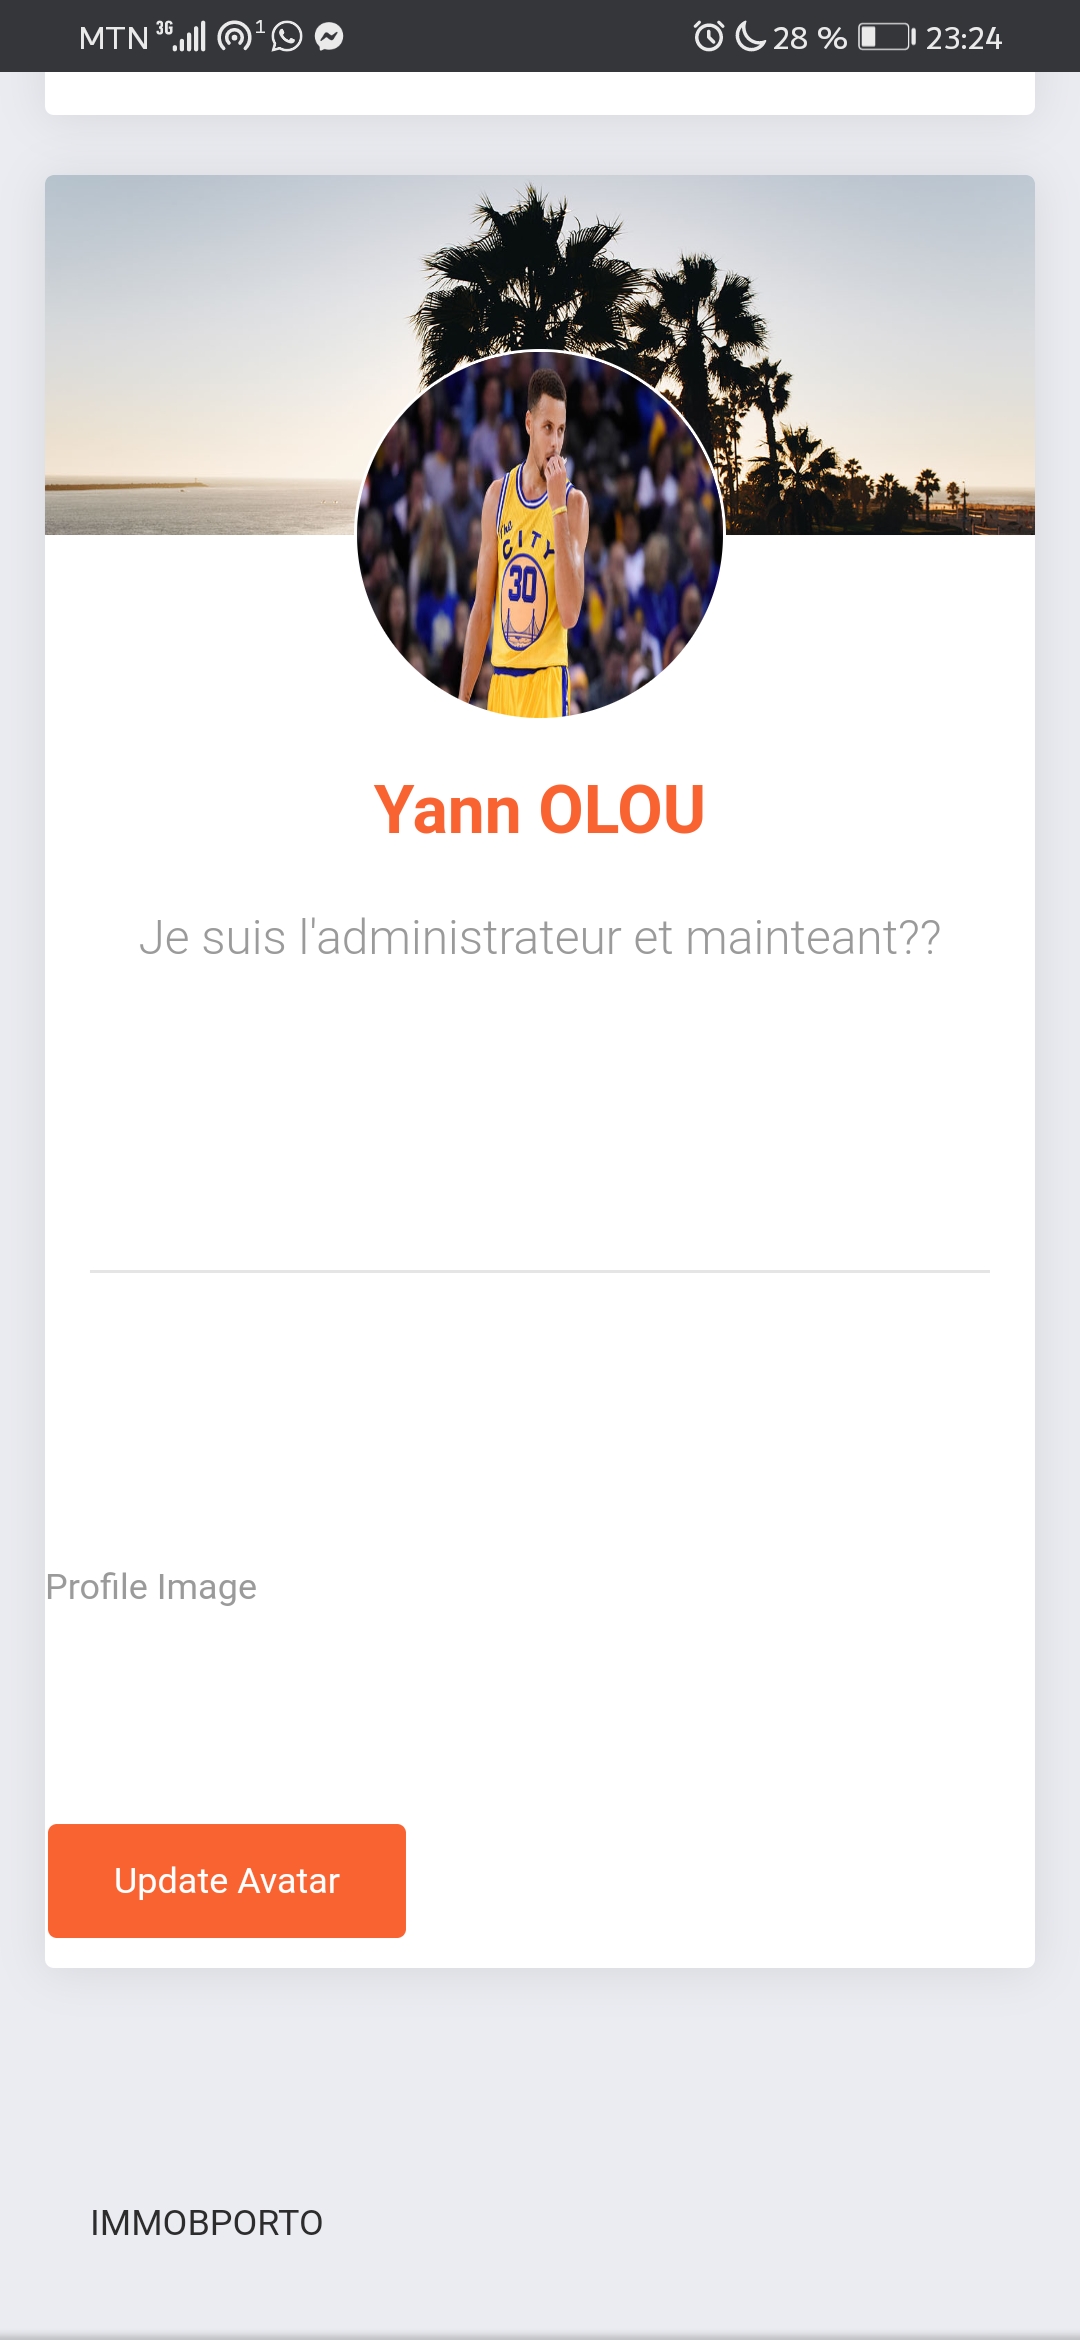 MTN 3G 1 28 % 23:24
The
CITY
30
Yann OLOU
Je suis l'administrateur et mainteant??
Profile Image
Update Avatar
IMMOBPORTO